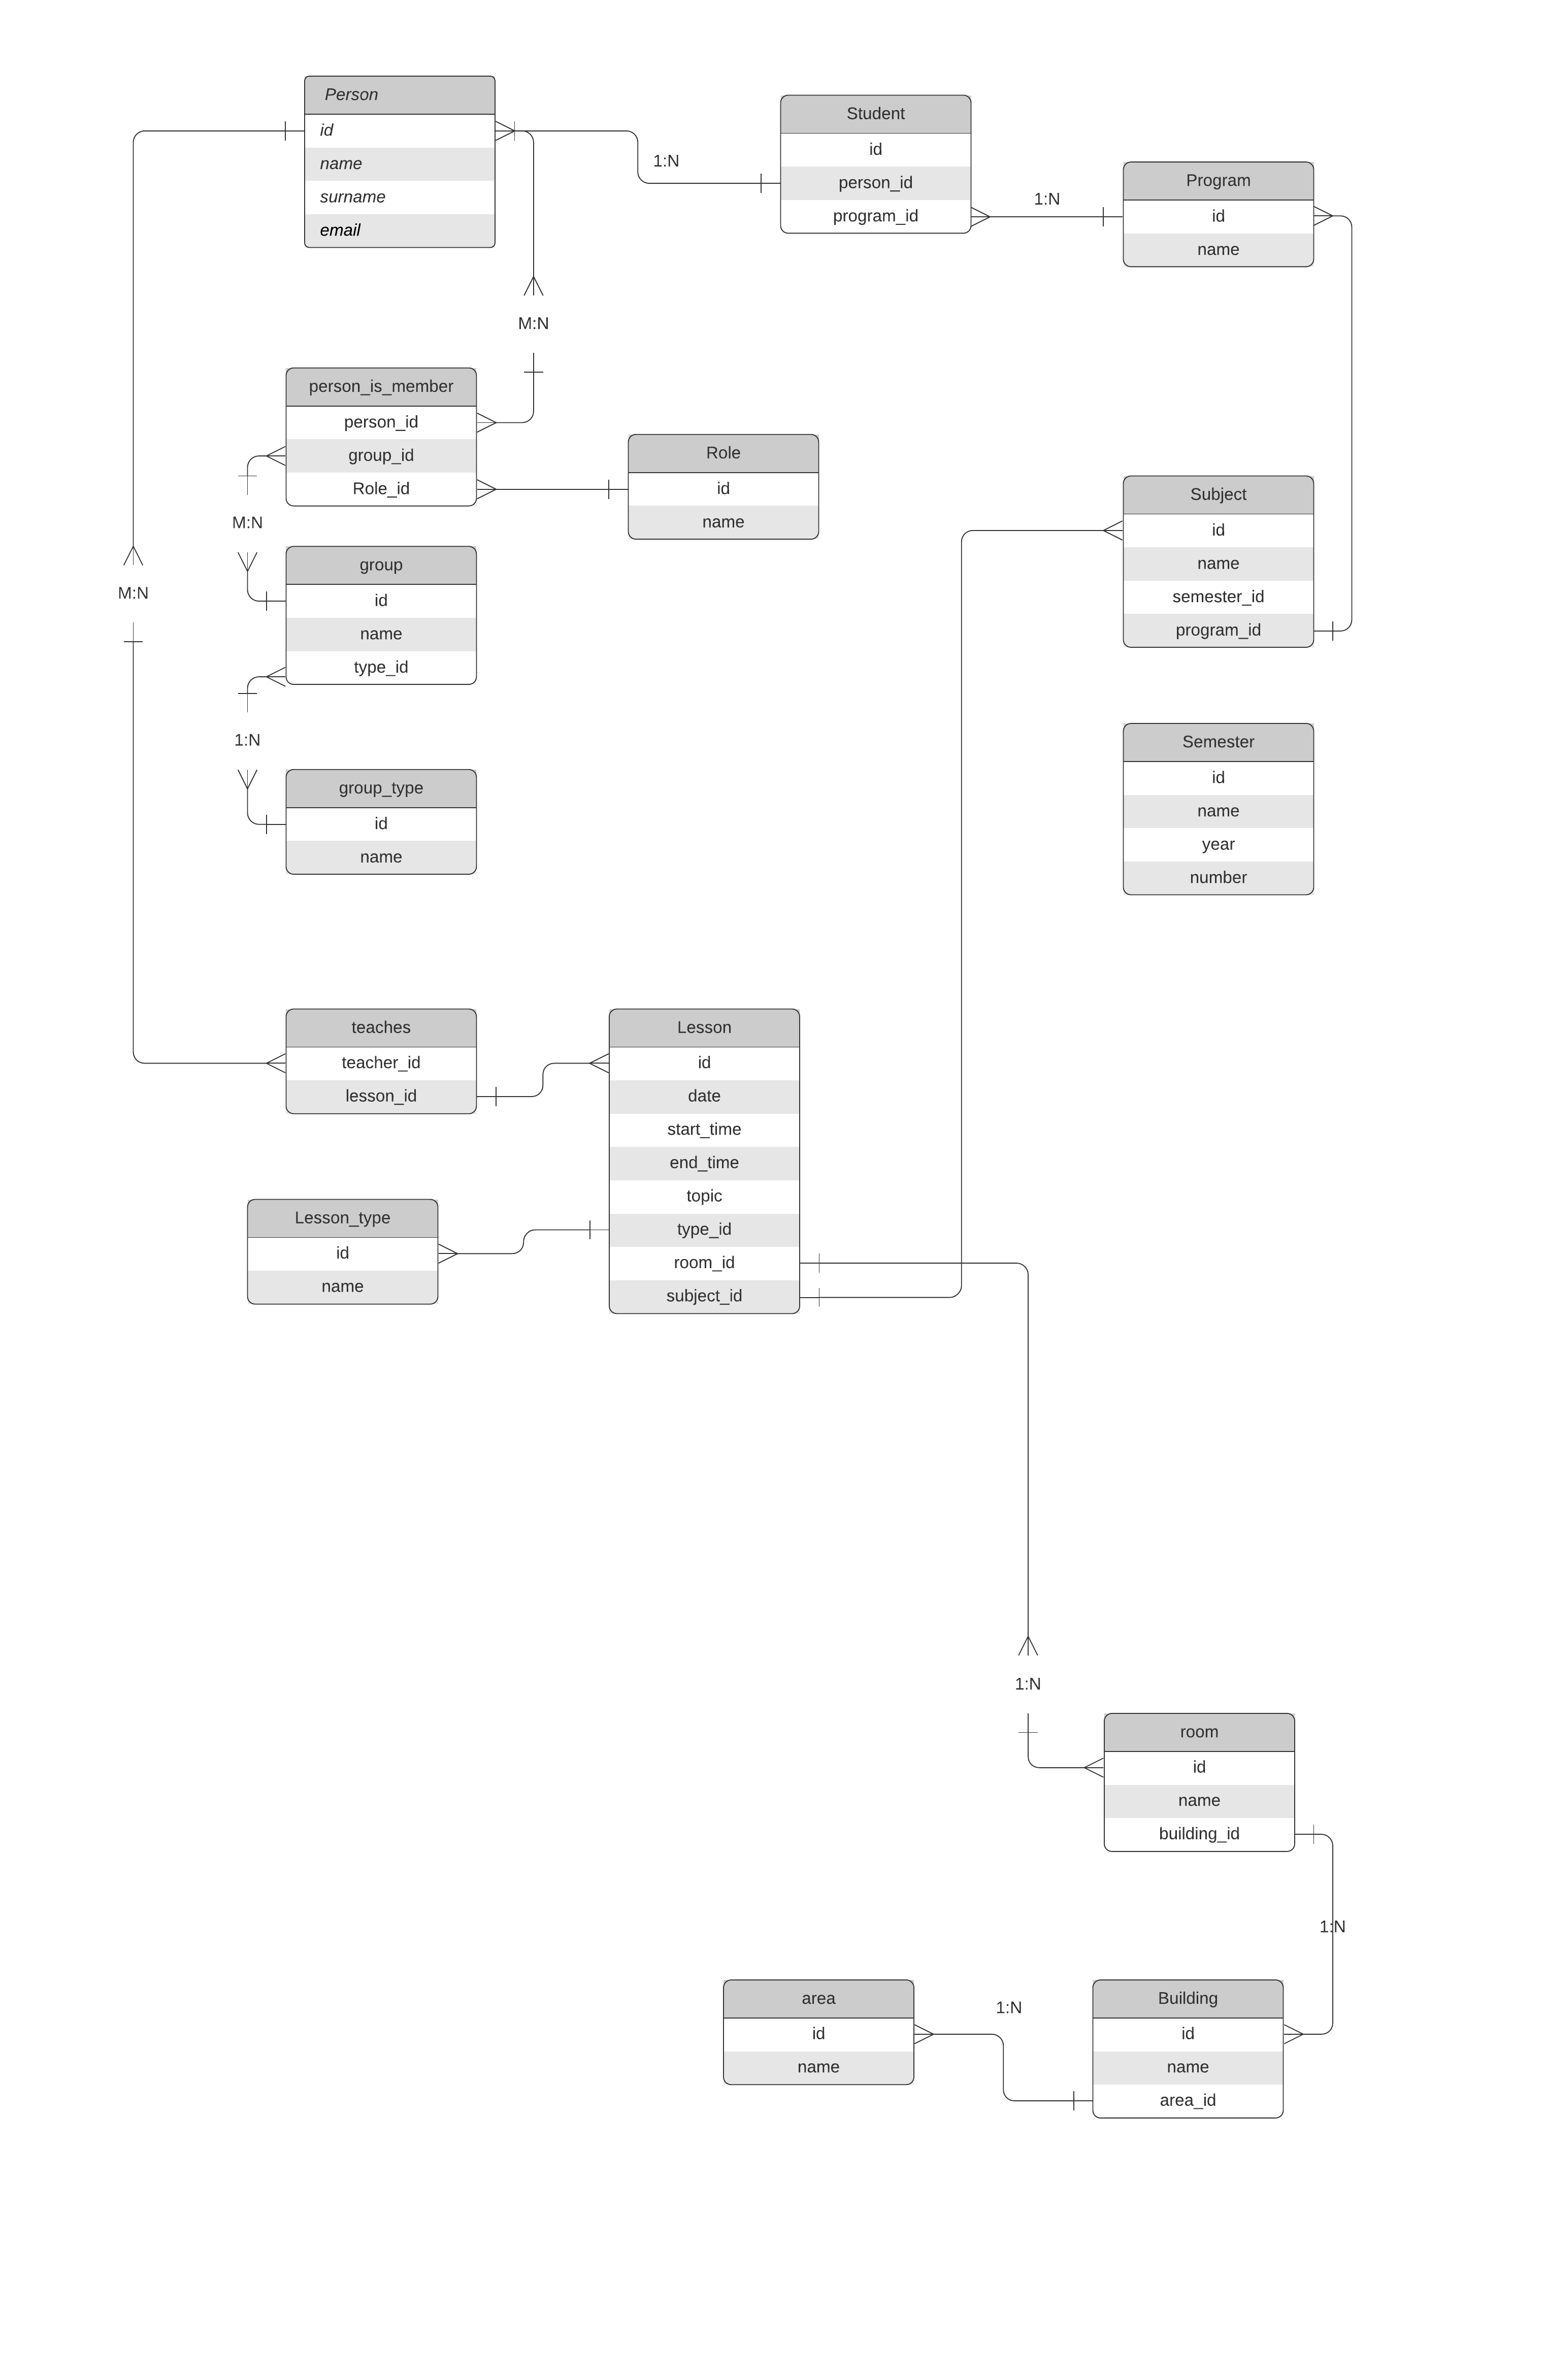 Person
id
name
surname
email
1:N
Student
id
person_id
program_id
1:N
Program
id
name
M:N
person_is_member
person_id
group_id
Role_id
Role
id
name
M:N
group
id
name
type_id
M:N
1:N
group_type
id
name
Subject
id
name
semester_id
program_id
Semester
id
name
year
number
teaches
teacher_id
lesson_id
Lesson
id
date
start_time
end_time
topic
type_id
room_id
subject_id
Lesson_type
id
name
1:N
room
id
name
building_id
1:N
area
id
name
1:N
Building
id
name
area_id